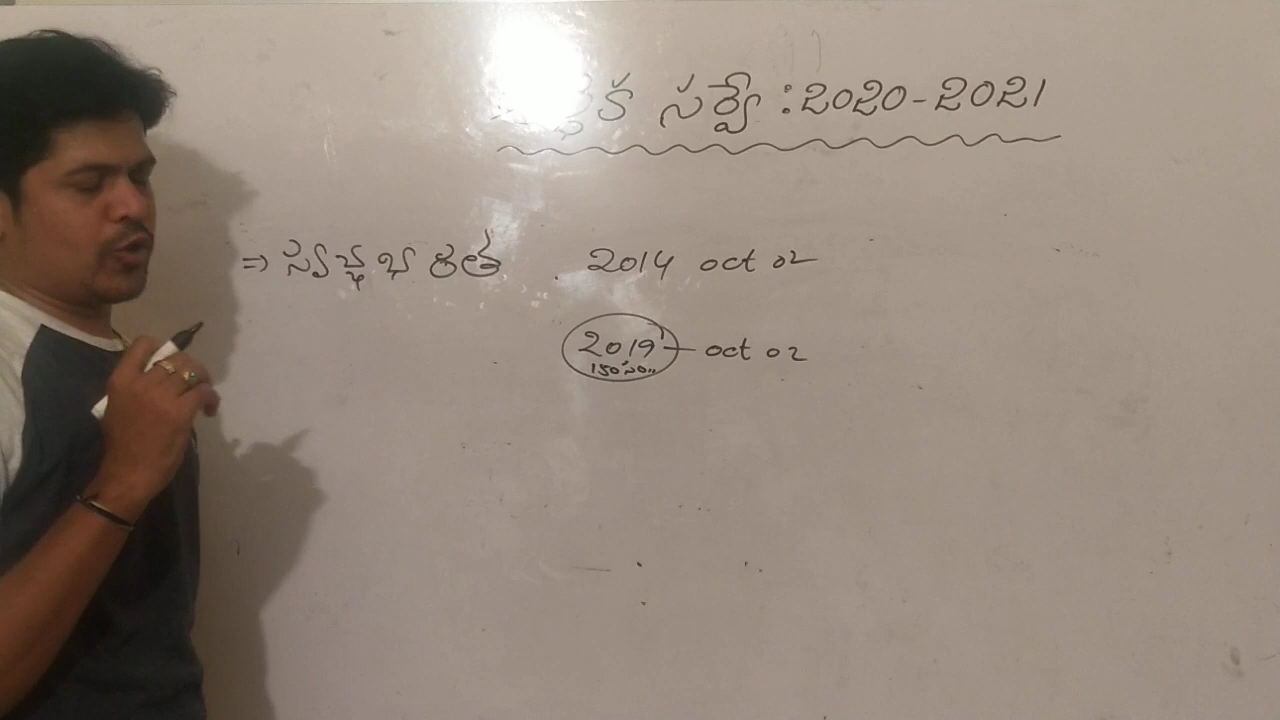 సర్వే : 2020-2021
⇒ స్వచ్ఛ భారత్ 2014 oct 02
2019 - oct 02
150 సం..